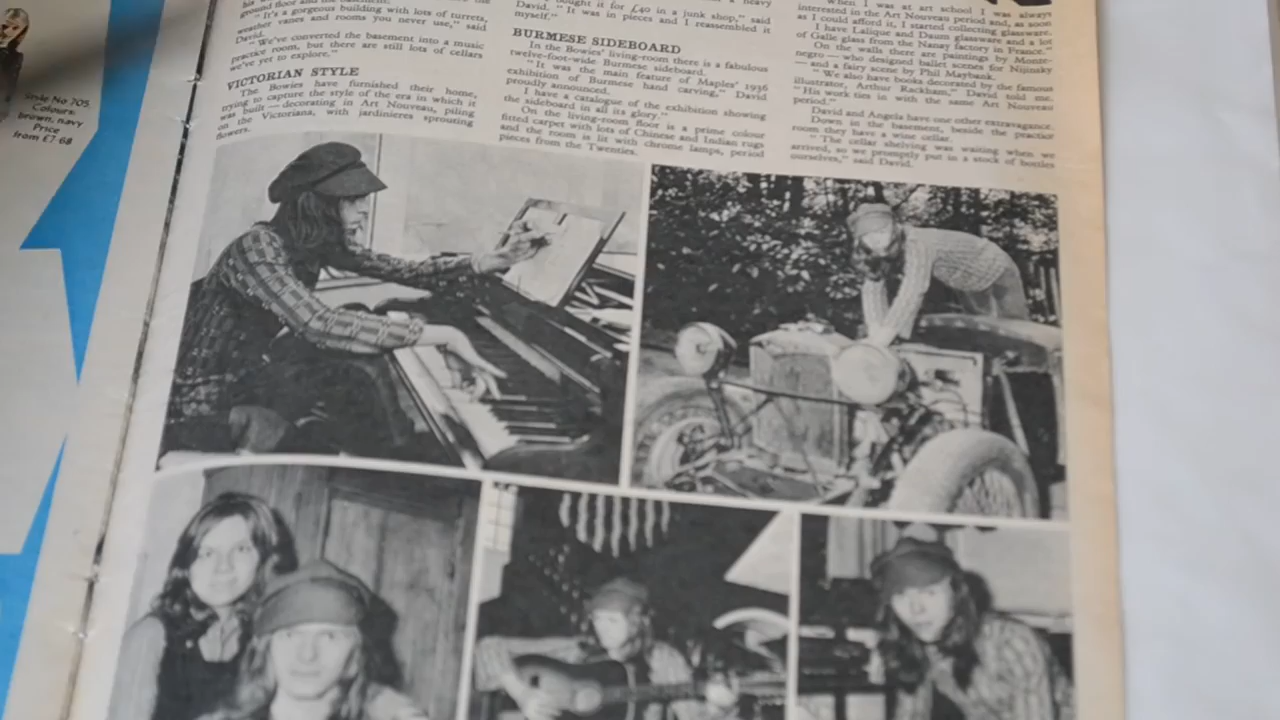 Style No 705
Colours:
brown, navy
Price
from £7·68
ground floor and the basement.
"It's a gorgeous building with lots of turrets,
weather vanes and rooms you never use," said
David.
"We've converted the basement into a music
practice room, but there are still lots of cellars
we've yet to explore."
VICTORIAN STYLE
The Bowies have furnished their home,
trying to capture the style of the era in which it
was built — decorating in Art Nouveau, piling
on the Victoriana, with jardinieres sprouting
flowers.
bought it for £40 in a junk shop," said
David, "It was in pieces and I reassembled it
myself."
BURMESE SIDEBOARD
In the Bowies' living-room there is a fabulous
twelve-foot-wide Burmese sideboard.
"It was the main feature of Maples' 1936
exhibition of Burmese hand carving," David
proudly announced.
I have a catalogue of the exhibition showing
the sideboard in all its glory."
On the living-room floor is a prime colour
fitted carpet with lots of Chinese and Indian rugs
and the room is lit with chrome lamps, period
pieces from the Twenties.
When I was at art school I was always
interested in the Art Nouveau period and, as soon
as I could afford it, I started collecting glassware.
I have Lalique and Daum glassware and a lot
of Galle glass from the Nanay factory in France."
On the walls there are paintings by Monte-
negro — who designed ballet scenes for Nijinsky
— and a fairy scene by Phil Maybank.
"We also have books decorated by the famous
illustrator, Arthur Rackham," David told me.
"His work ties in with the same Art Nouveau
period."
David and Angela have one other extravagance.
Down in the basement, beside the practice
room they have a wine cellar.
"The cellar shelving was waiting when we
arrived, so we promptly put in a stock of bottles
ourselves," said David.